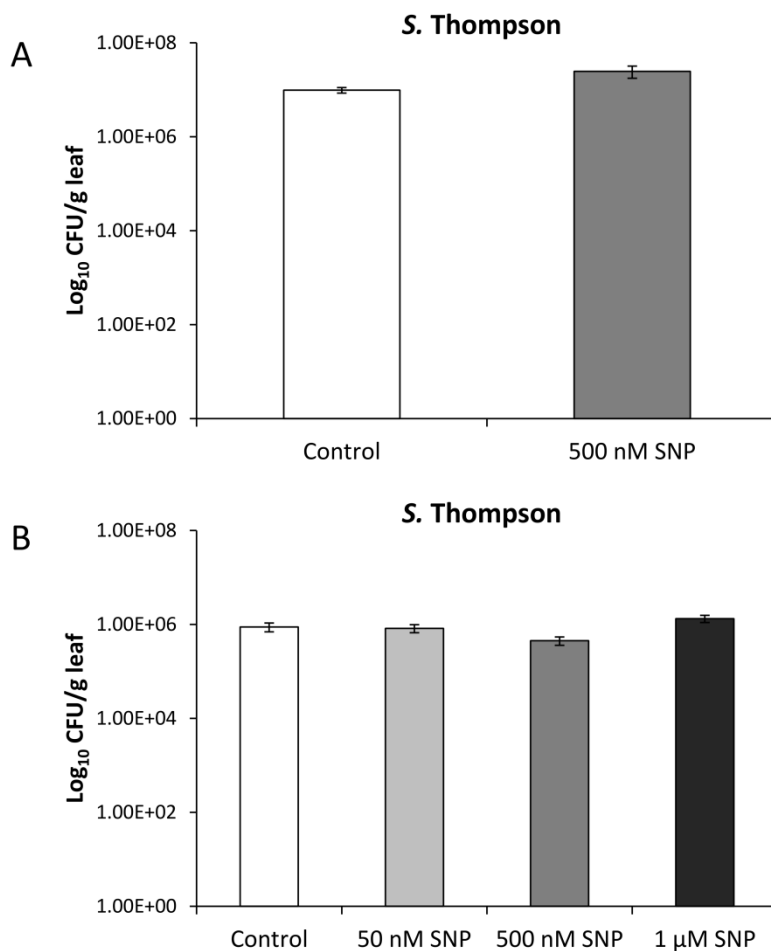 A
S. Thompson
Log₁₀ CFU/g leaf
1.00E+08
1.00E+06
1.00E+04
1.00E+02
1.00E+00
Control 500 nM SNP
B
S. Thompson
Log₁₀ CFU/g leaf
1.00E+08
1.00E+06
1.00E+04
1.00E+02
1.00E+00
Control 50 nM SNP 500 nM SNP 1 µM SNP